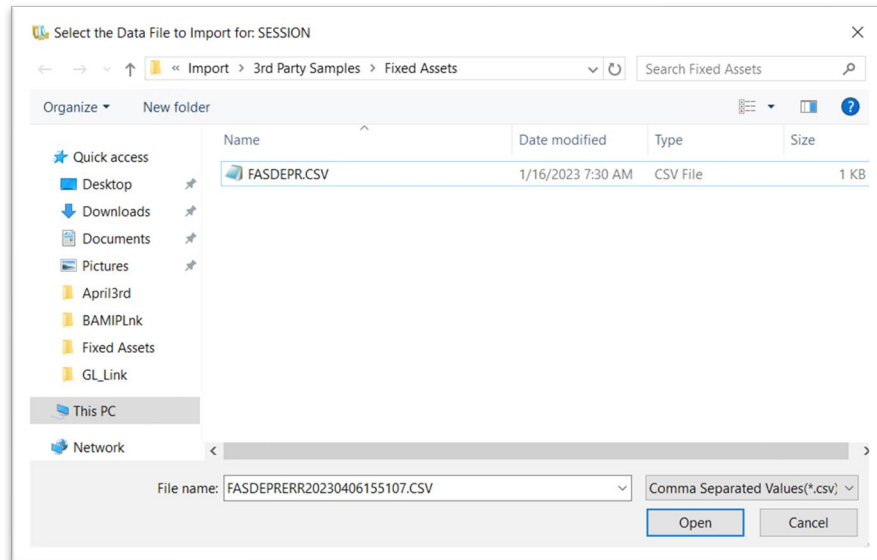 Select the Data File to Import for: SESSION
« Import > 3rd Party Samples > Fixed Assets
Search Fixed Assets
Organize
New folder
Name
Date modified
Type
Size
Quick access
FASDEPR.CSV
1/16/2023 7:30 AM
CSV File
1 KB
Desktop
Downloads
Documents
Pictures
April3rd
BAMIPLnk
Fixed Assets
GL_Link
This PC
Network
File name:
FASDEPRERR20230406155107.CSV
Comma Separated Values(*.csv)
Open
Cancel